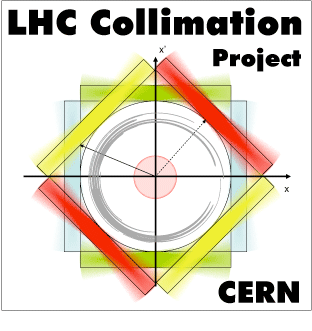 LHC Collimation
Project
x'
x
CERN